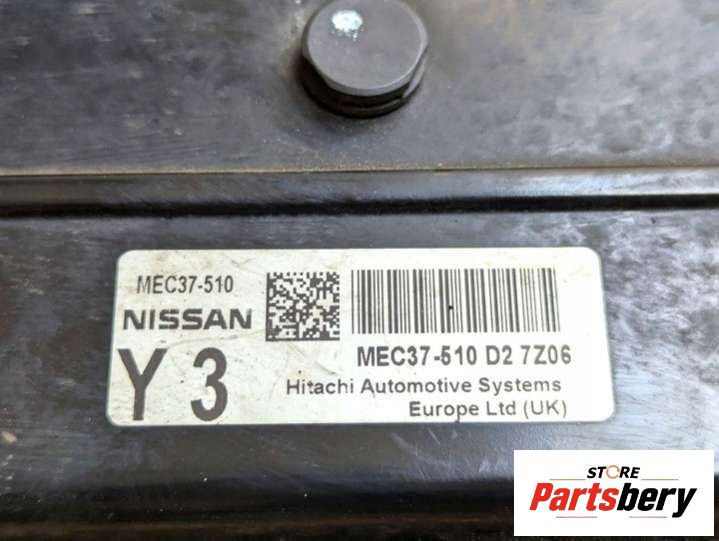 MEC37-510
NISSAN
Y 3
MEC37-510 D2 7Z06
Hitachi Automotive Systems
Europe Ltd (UK)
STORE
Partsbery